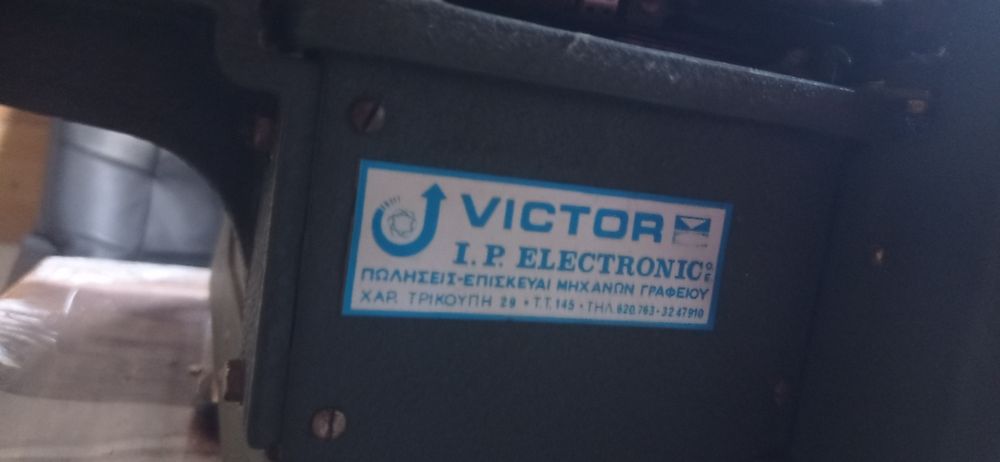 VICTOR
I. P. ELECTRONIC O.E
ΠΩΛΗΣΕΙΣ-ΕΠΙΣΚΕΥΑΙ ΜΗΧΑΝΩΝ ΓΡΑΦΕΙΟΥ
ΧΑΡ. ΤΡΙΚΟΥΠΗ 29 • Τ.Τ. 145 • ΤΗΛ. 620.763 - 32 47 910